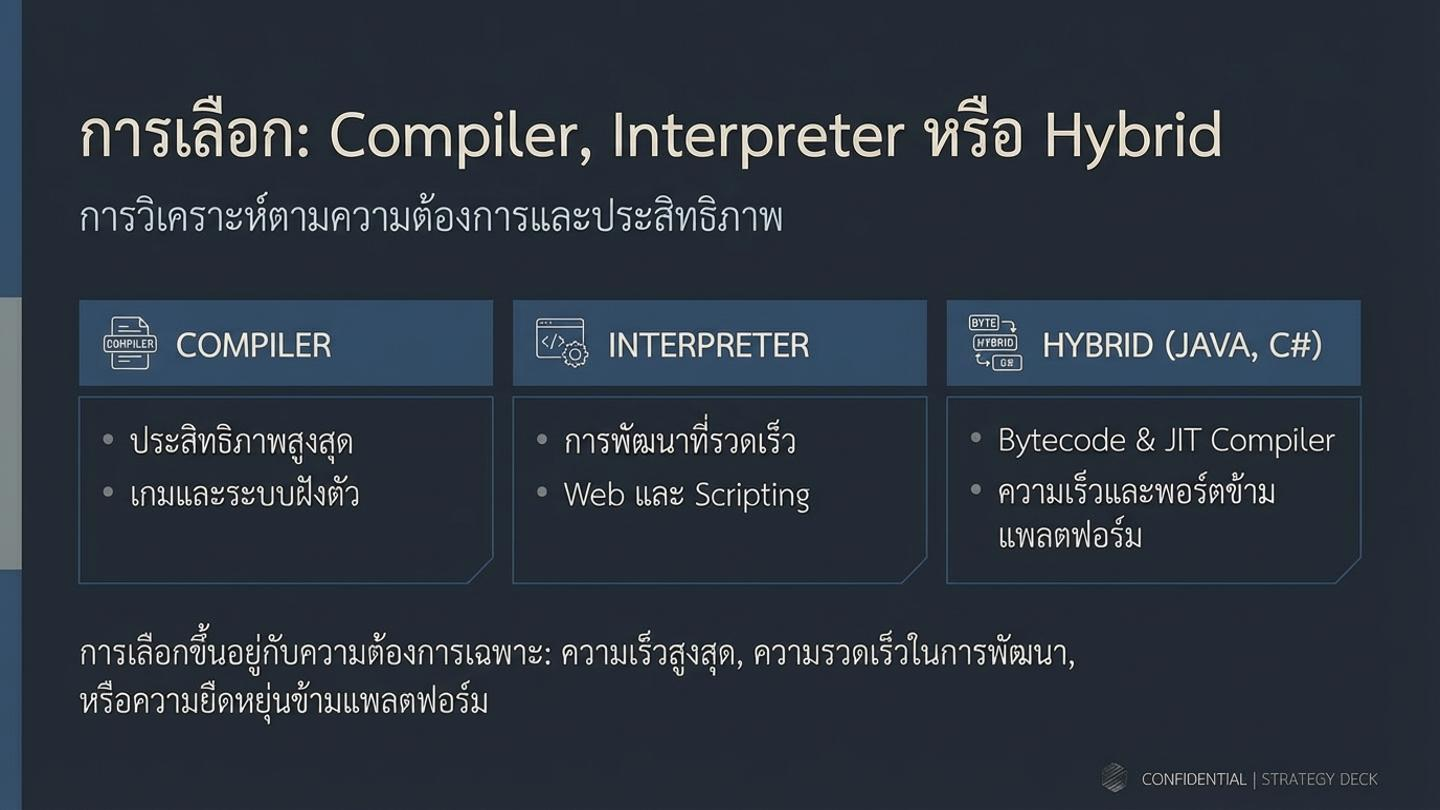 การเลือก: Compiler, Interpreter หรือ Hybrid
การวิเคราะห์ตามความต้องการและประสิทธิภาพ
COMPILER
COMPILER
• ประสิทธิภาพสูงสุด
• เกมและระบบฝังตัว
</>
INTERPRETER
• การพัฒนาที่รวดเร็ว
• Web และ Scripting
BYTE
HYBRID
HYBRID (JAVA, C#)
• Bytecode & JIT Compiler
• ความเร็วและพอร์ตข้าม
แพลตฟอร์ม
การเลือกขึ้นอยู่กับความต้องการเฉพาะ: ความเร็วสูงสุด, ความรวดเร็วในการพัฒนา,
หรือความยืดหยุ่นข้ามแพลตฟอร์ม
CONFIDENTIAL | STRATEGY DECK